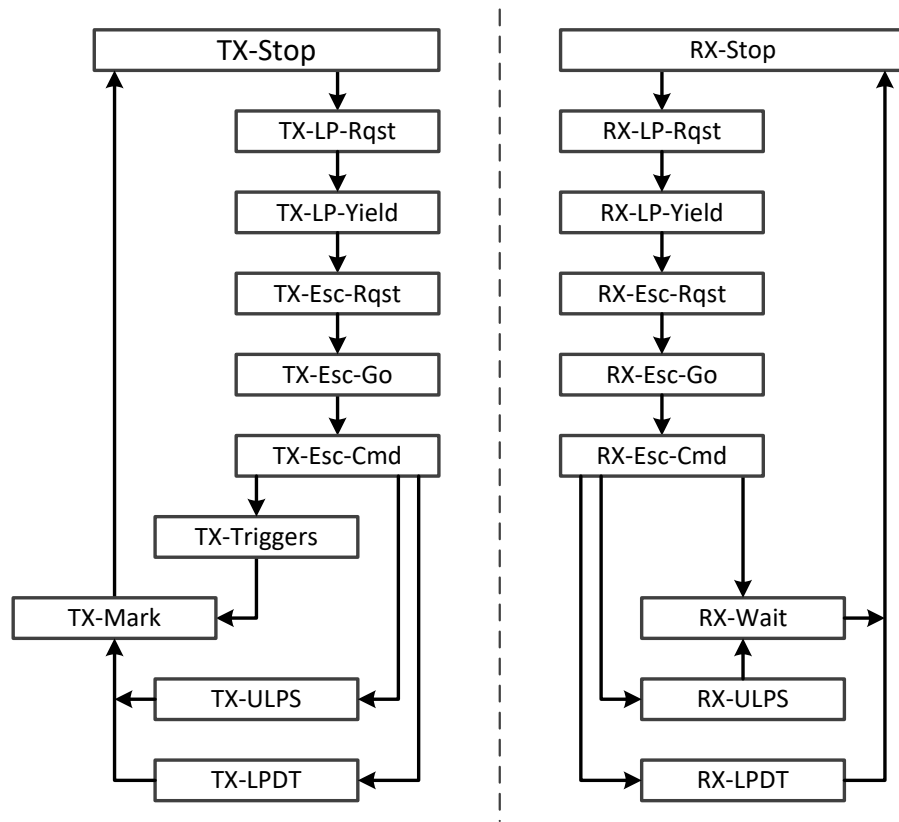 TX-Stop
TX-LP-Rqst
TX-LP-Yield
TX-Esc-Rqst
TX-Esc-Go
TX-Esc-Cmd
TX-Triggers
TX-Mark
TX-ULPS
TX-LPDT
RX-Stop
RX-LP-Rqst
RX-LP-Yield
RX-Esc-Rqst
RX-Esc-Go
RX-Esc-Cmd
RX-Wait
RX-ULPS
RX-LPDT